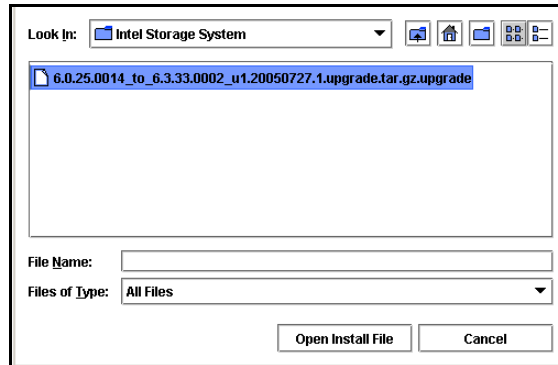 Look In: Intel Storage System
6.0.25.0014_to_6.3.33.0002_u1.20050727.1.upgrade.tar.gz.upgrade
File Name:
Files of Type: All Files
Open Install File Cancel